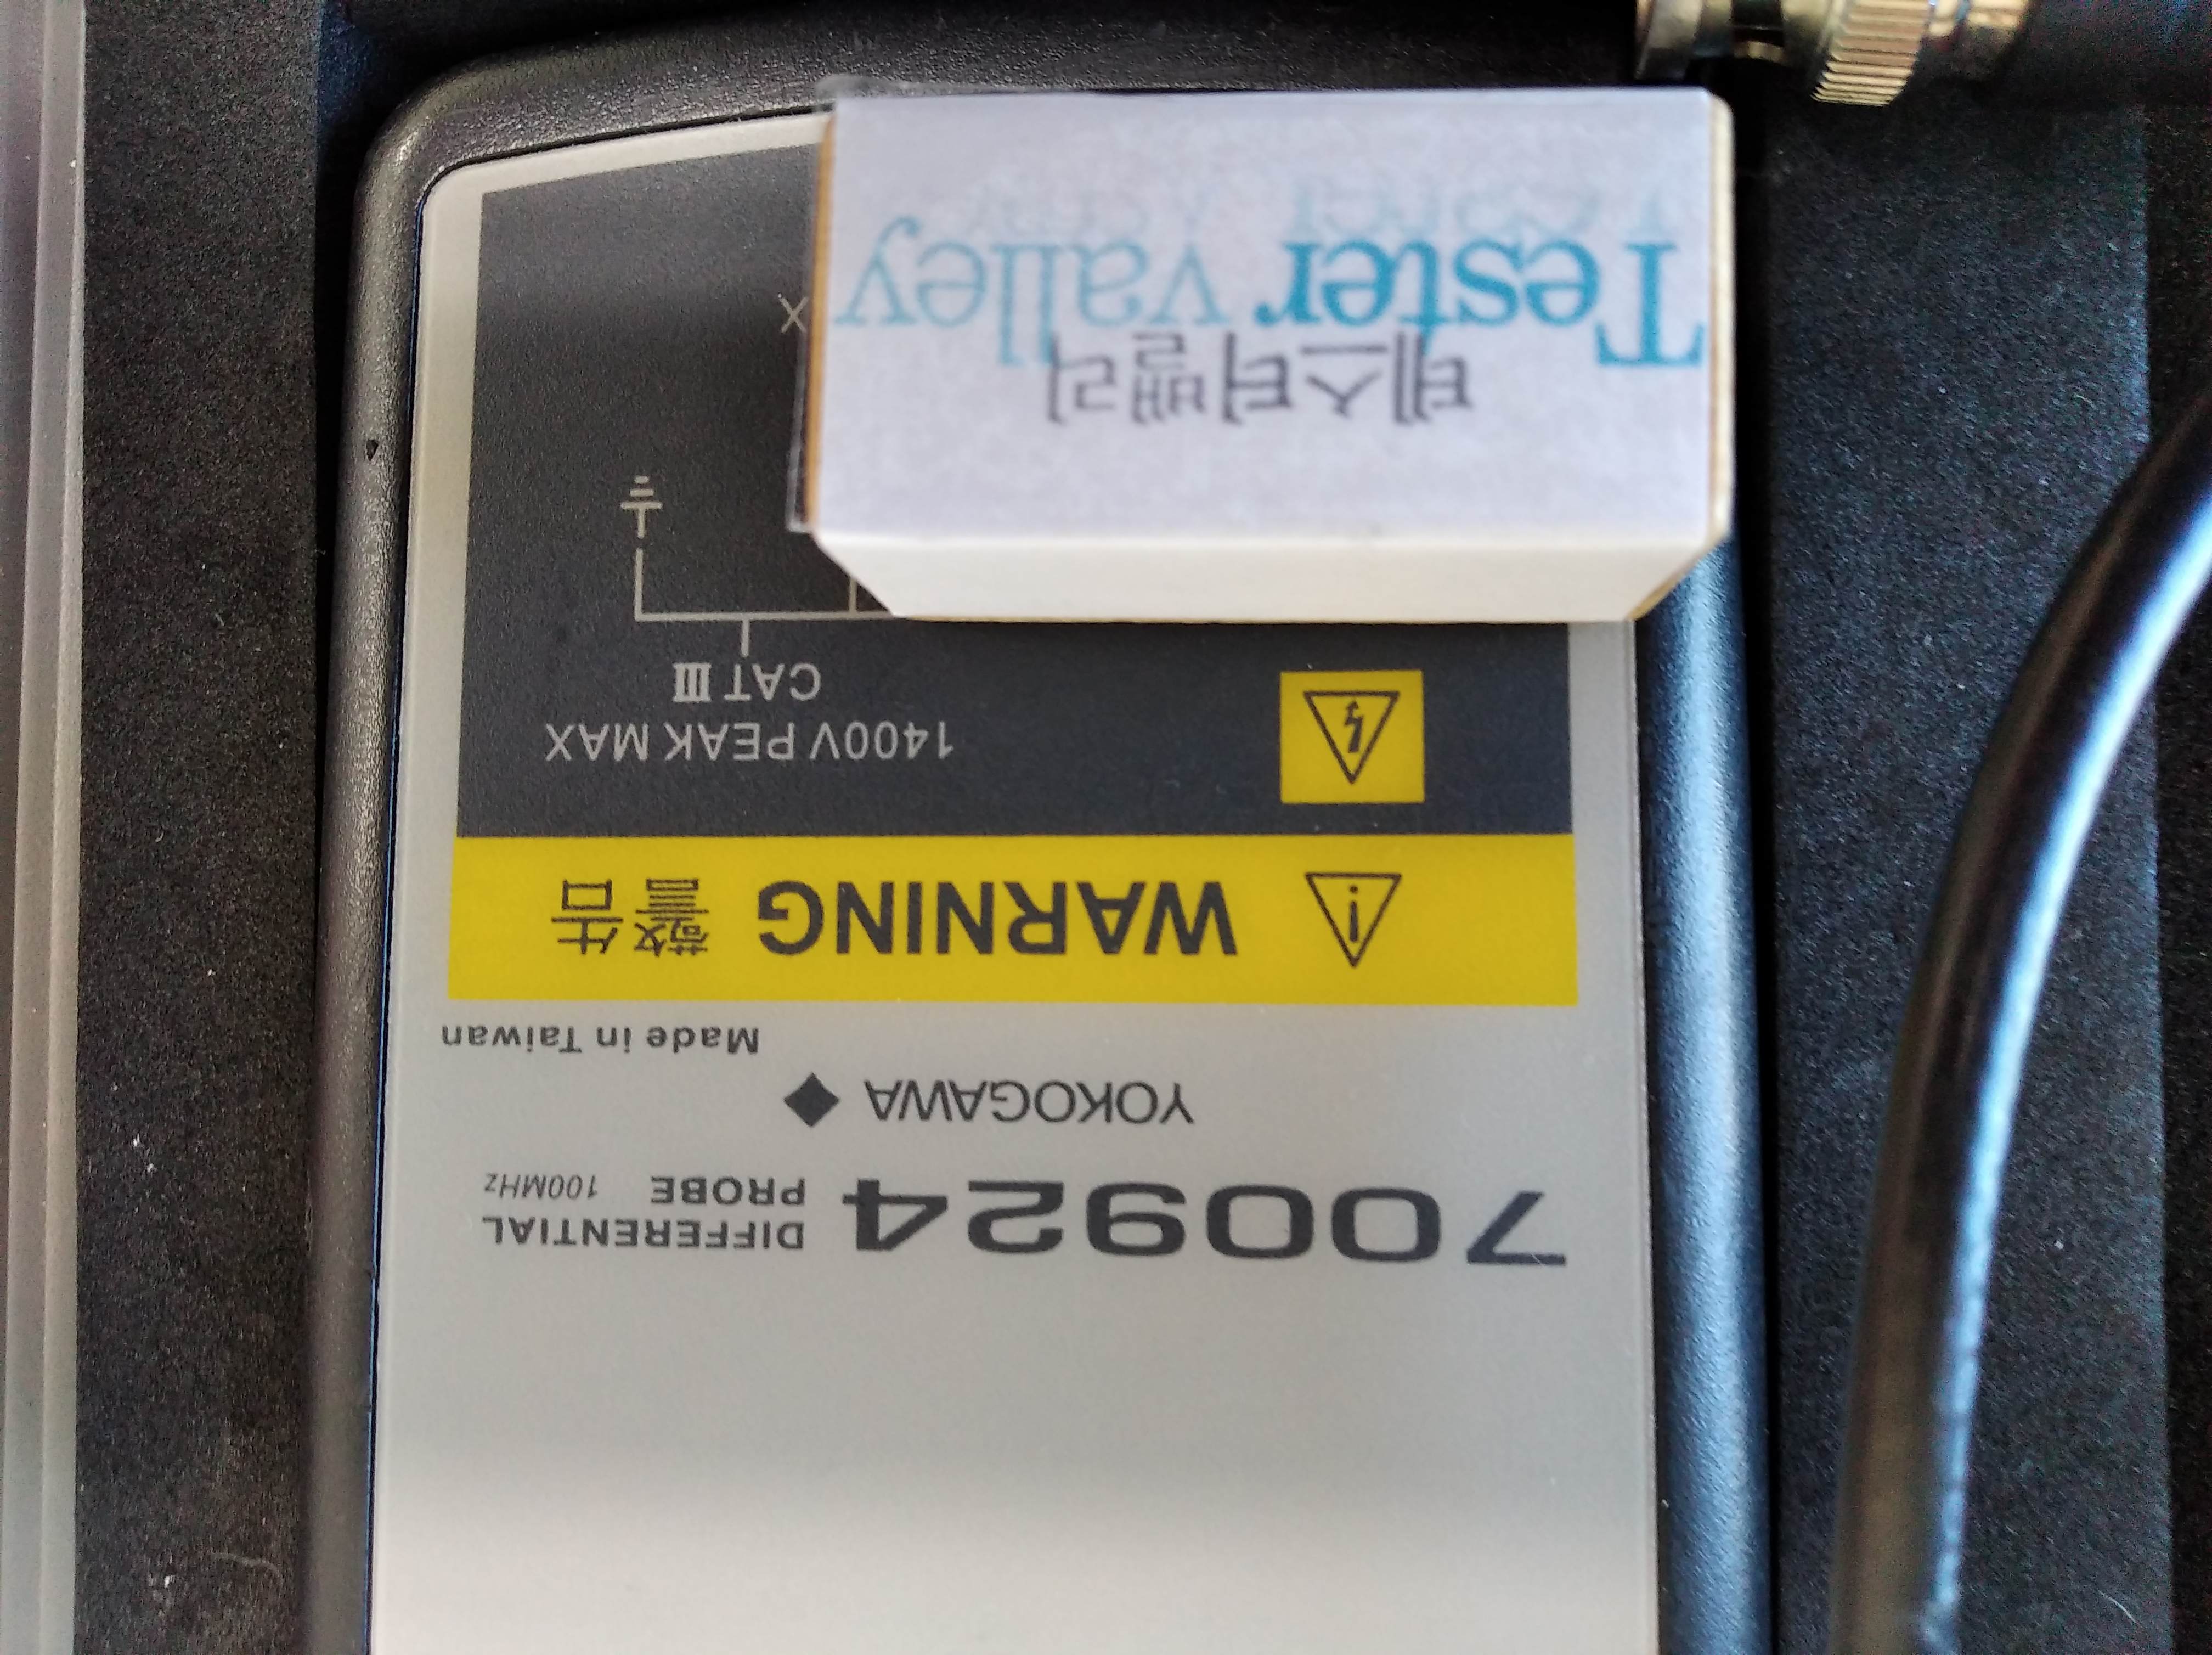 700924 DIFFERENTIAL
PROBE 100MHz
YOKOGAWA
Made in Taiwan
WARNING 警告
1400V PEAK MAX
CAT III
테스터밸리
Tester valley
X